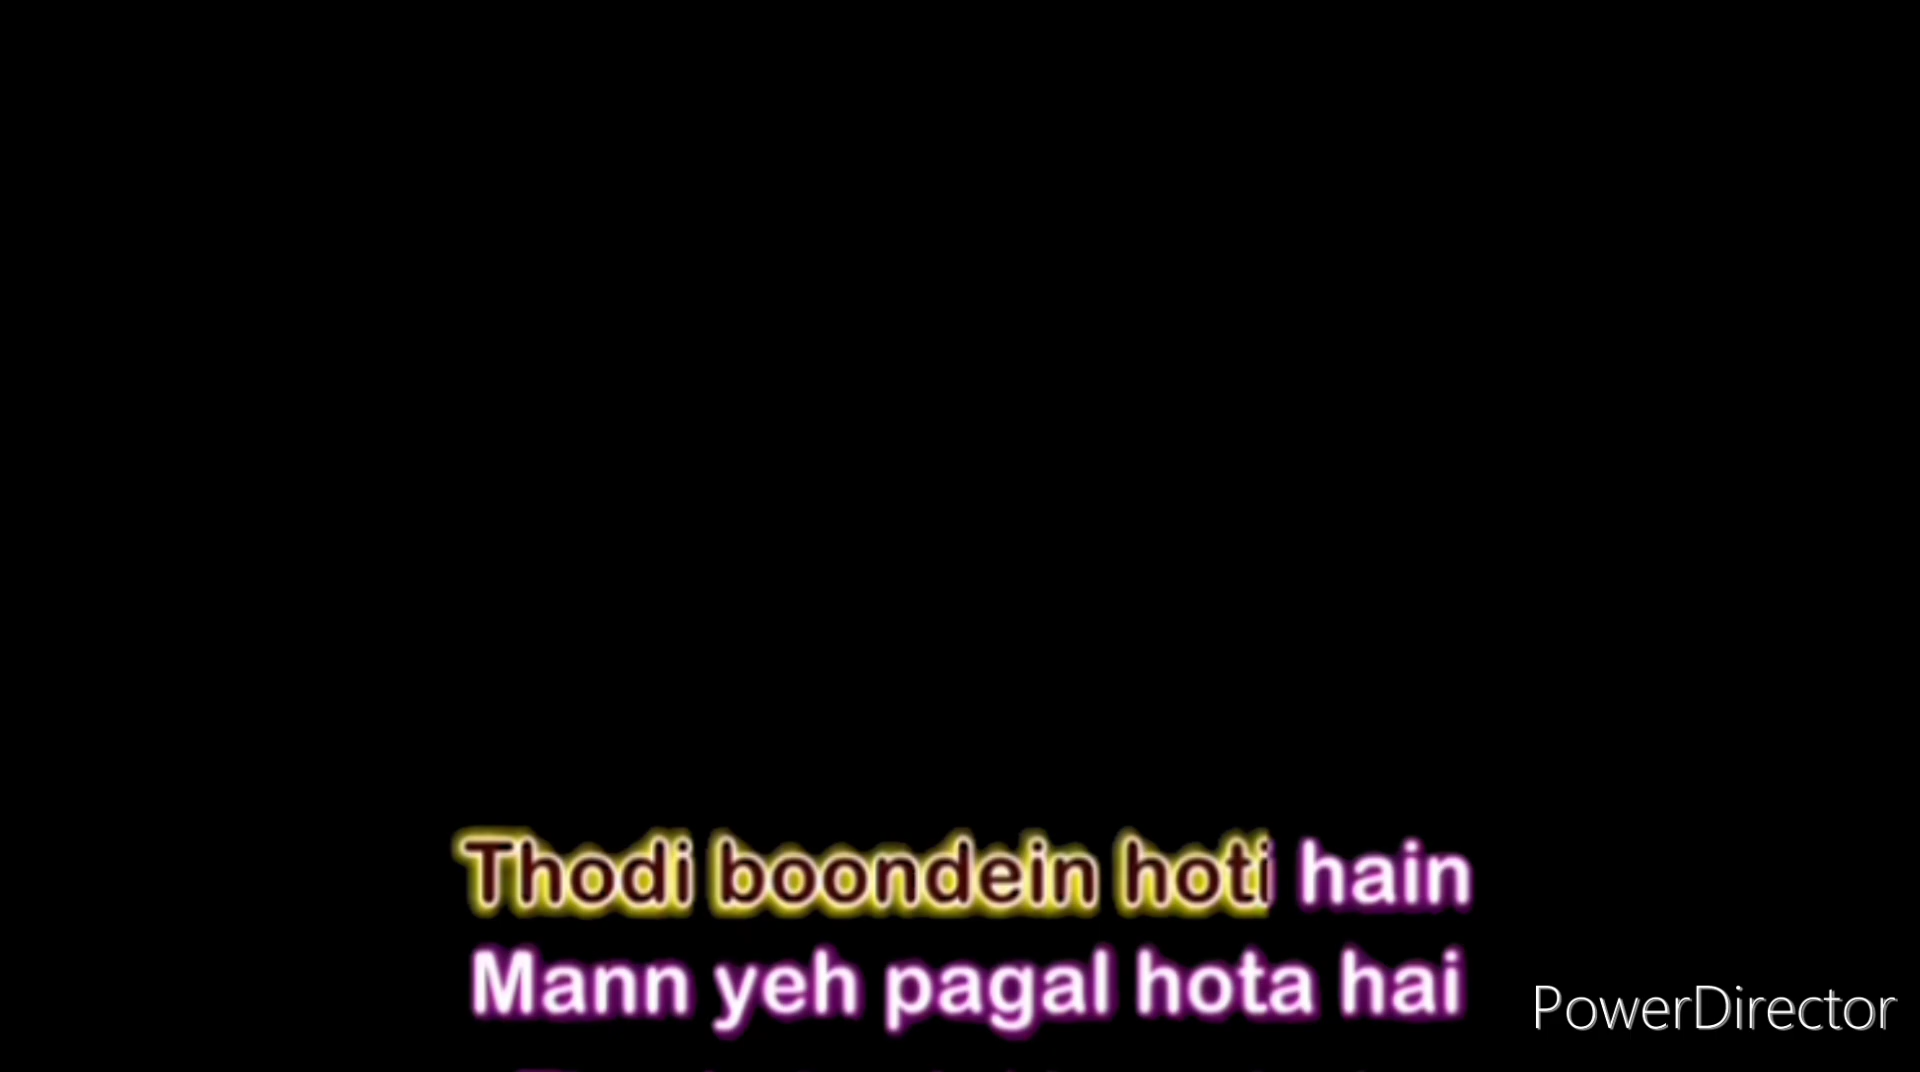 Thodi boondein hoti hain
Mann yeh pagal hota hai
PowerDirector